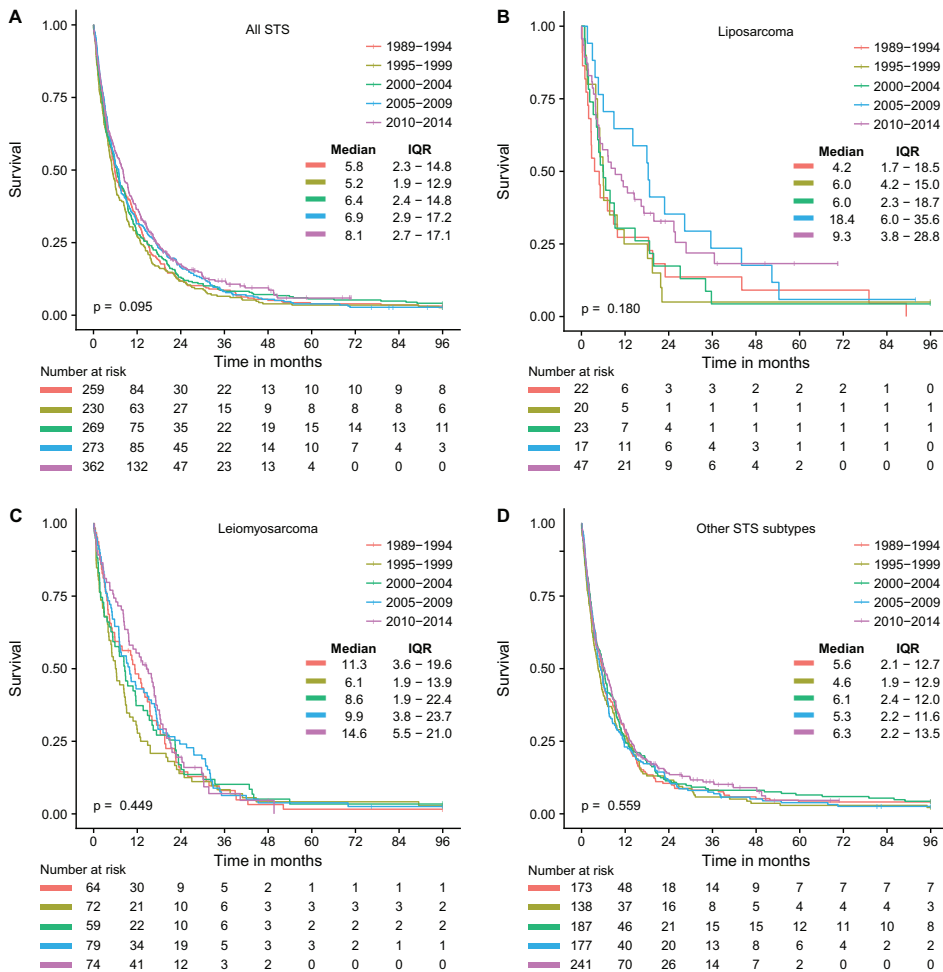 A
All STS
1989−1994
1995−1999
2000−2004
2005−2009
2010−2014
Median IQR
5.8 2.3 − 14.8
5.2 1.9 − 12.9
6.4 2.4 − 14.8
6.9 2.9 − 17.2
8.1 2.7 − 17.1
Survival
1.00
0.75
0.50
0.25
0.00
p = 0.095
0 12 24 36 48 60 72 84 96
Time in months
Number at risk
259 84 30 22 13 10 10 9 8
230 63 27 15 9 8 8 8 6
269 75 35 22 19 15 14 13 11
273 85 45 22 14 10 7 4 3
362 132 47 23 13 4 0 0 0
B
Liposarcoma
1989−1994
1995−1999
2000−2004
2005−2009
2010−2014
Median IQR
4.2 1.7 − 18.5
6.0 4.2 − 15.0
6.0 2.3 − 18.7
18.4 6.0 − 35.6
9.3 3.8 − 28.8
Survival
1.00
0.75
0.50
0.25
0.00
p = 0.180
0 12 24 36 48 60 72 84 96
Time in months
Number at risk
22 6 3 3 2 2 2 1 0
20 5 1 1 1 1 1 1 1
23 7 4 1 1 1 1 1 1
17 11 6 4 3 1 1 1 0
47 21 9 6 4 2 0 0 0
C
Leiomyosarcoma
1989−1994
1995−1999
2000−2004
2005−2009
2010−2014
Median IQR
11.3 3.6 − 19.6
6.1 1.9 − 13.9
8.6 1.9 − 22.4
9.9 3.8 − 23.7
14.6 5.5 − 21.0
Survival
1.00
0.75
0.50
0.25
0.00
p = 0.449
0 12 24 36 48 60 72 84 96
Time in months
Number at risk
64 30 9 5 2 1 1 1 1
72 21 10 6 3 3 3 3 2
59 22 10 6 3 2 2 2 2
79 34 19 5 3 3 2 1 1
74 41 12 3 2 0 0 0 0
D
Other STS subtypes
1989−1994
1995−1999
2000−2004
2005−2009
2010−2014
Median IQR
5.6 2.1 − 12.7
4.6 1.9 − 12.9
6.1 2.4 − 12.0
5.3 2.2 − 11.6
6.3 2.2 − 13.5
Survival
1.00
0.75
0.50
0.25
0.00
p = 0.559
0 12 24 36 48 60 72 84 96
Time in months
Number at risk
173 48 18 14 9 7 7 7 7
138 37 16 8 5 4 4 4 3
187 46 21 15 15 12 11 10 8
177 40 20 13 8 6 4 2 2
241 70 26 14 7 2 0 0 0